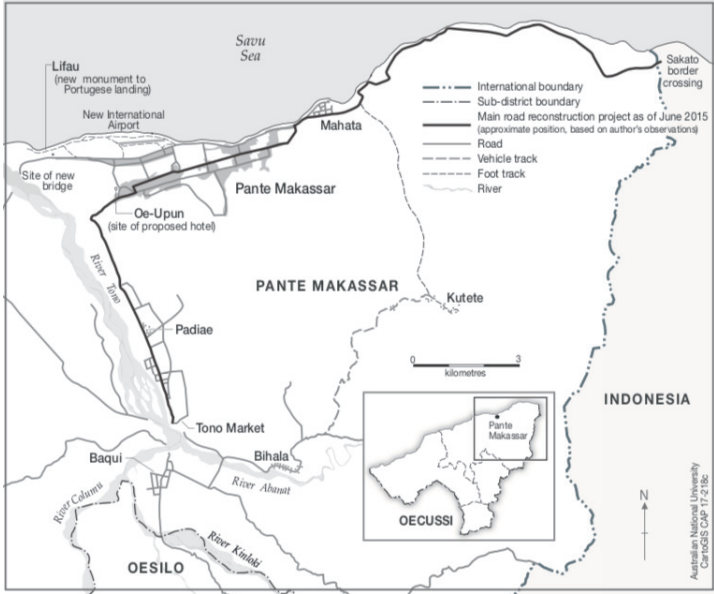 Savu
Sea
Lifau
(new monument to
Portugese landing)
New International
Airport
Site of new
bridge
Oe-Upun
(site of proposed hotel)
Pante Makassar
Mahata
Sakato
border
crossing
International boundary
Sub-district boundary
Main road reconstruction project as of June 2015
(approximate position, based on author's observations)
Road
Vehicle track
Foot track
River
River Tono
PANTE MAKASSAR
Kutete
Padiae
0 3
kilometres
INDONESIA
Tono Market
Baqui
Bihala
River Abanat
River Columu
River Kinloki
OESILO
Pante
Makassar
OECUSSI
N
Australian National University
CartoGIS CAP 17-218c